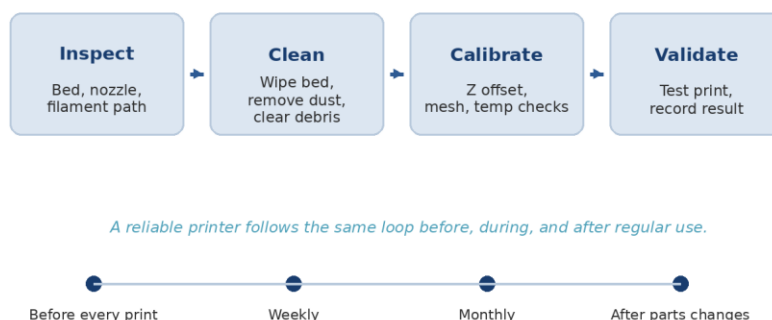 Inspect
Bed, nozzle,
filament path
Clean
Wipe bed,
remove dust,
clear debris
Calibrate
Z offset,
mesh, temp checks
Validate
Test print,
record result
A reliable printer follows the same loop before, during, and after regular use.
Before every print
Weekly
Monthly
After parts changes